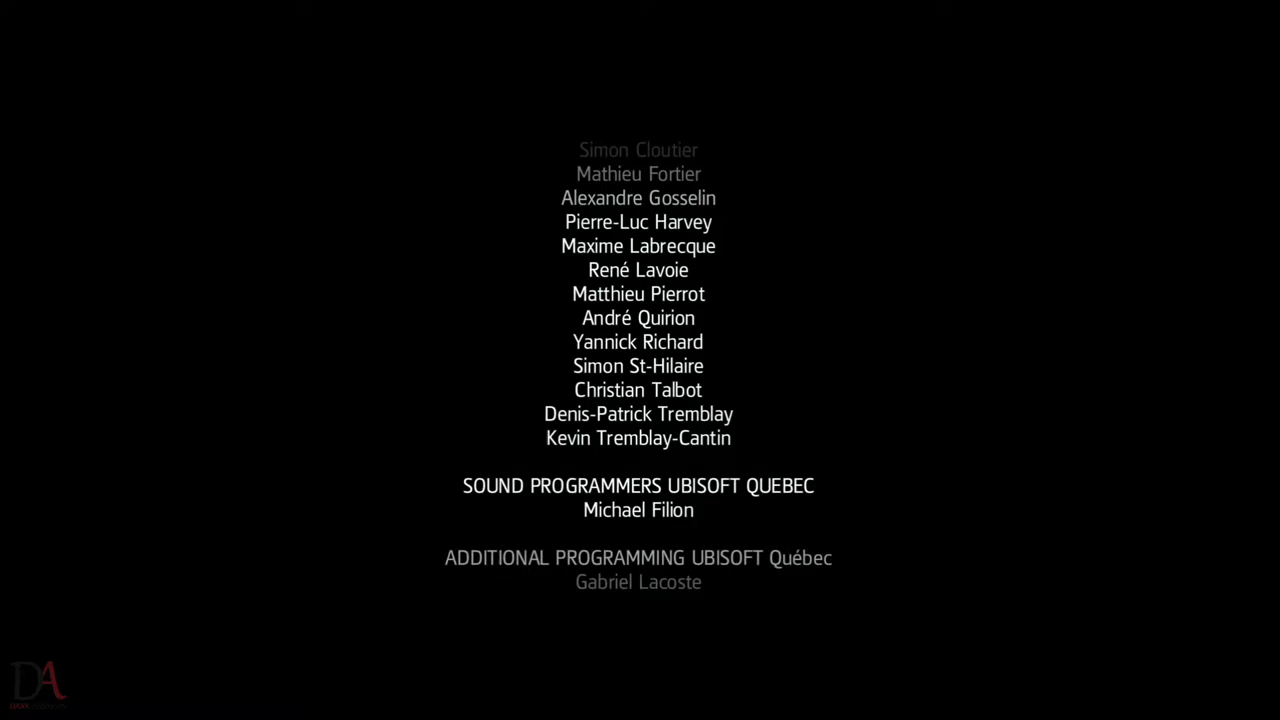 Simon Cloutier
Mathieu Fortier
Alexandre Gosselin
Pierre-Luc Harvey
Maxime Labrecque
René Lavoie
Matthieu Pierrot
André Quirion
Yannick Richard
Simon St-Hilaire
Christian Talbot
Denis-Patrick Tremblay
Kevin Tremblay-Cantin
SOUND PROGRAMMERS UBISOFT QUEBEC
Michael Filion
ADDITIONAL PROGRAMMING UBISOFT Québec
Gabriel Lacoste
DA